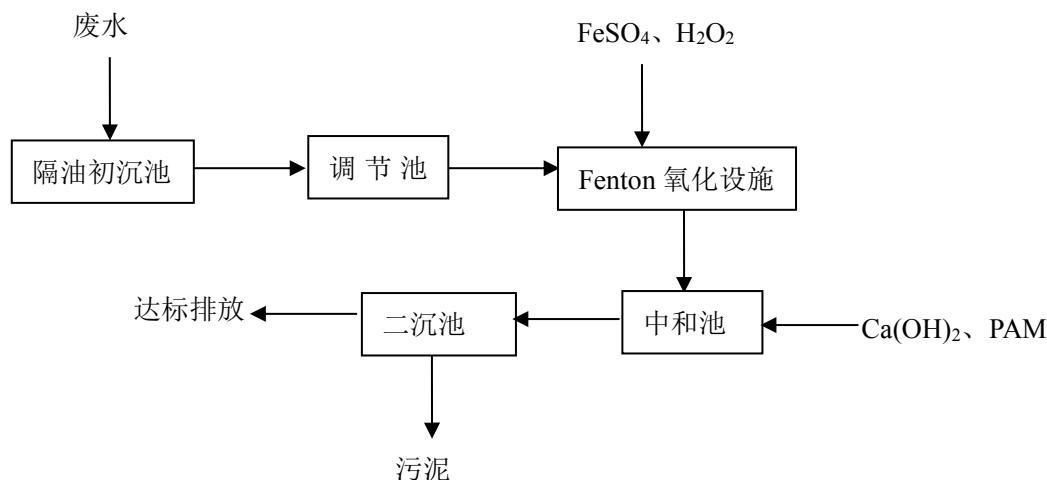 废水
FeSO₄、H₂O₂
隔油初沉池
调 节 池
Fenton 氧化设施
达标排放
二沉池
中和池
Ca(OH)₂、PAM
污泥